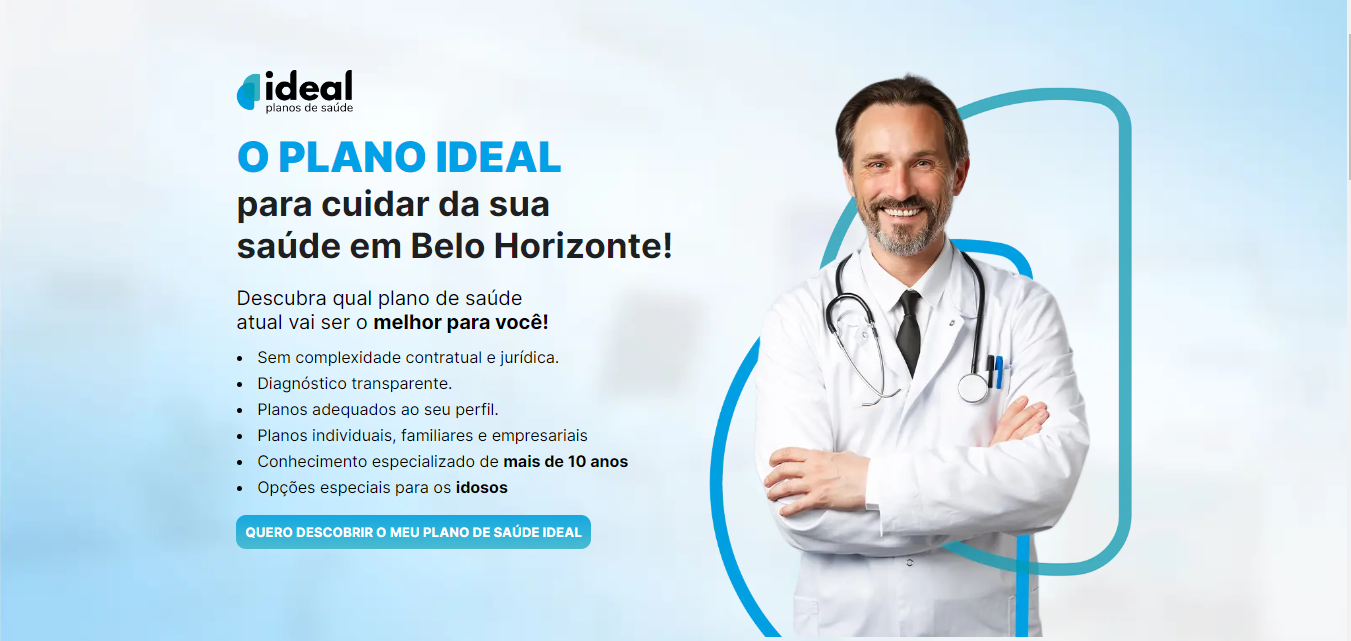 ideal
planos de saúde
O PLANO IDEAL
para cuidar da sua
saúde em Belo Horizonte!
Descubra qual plano de saúde
atual vai ser o melhor para você!
• Sem complexidade contratual e jurídica.
• Diagnóstico transparente.
• Planos adequados ao seu perfil.
• Planos individuais, familiares e empresariais
• Conhecimento especializado de mais de 10 anos
• Opções especiais para os idosos
QUERO DESCOBRIR O MEU PLANO DE SAÚDE IDEAL